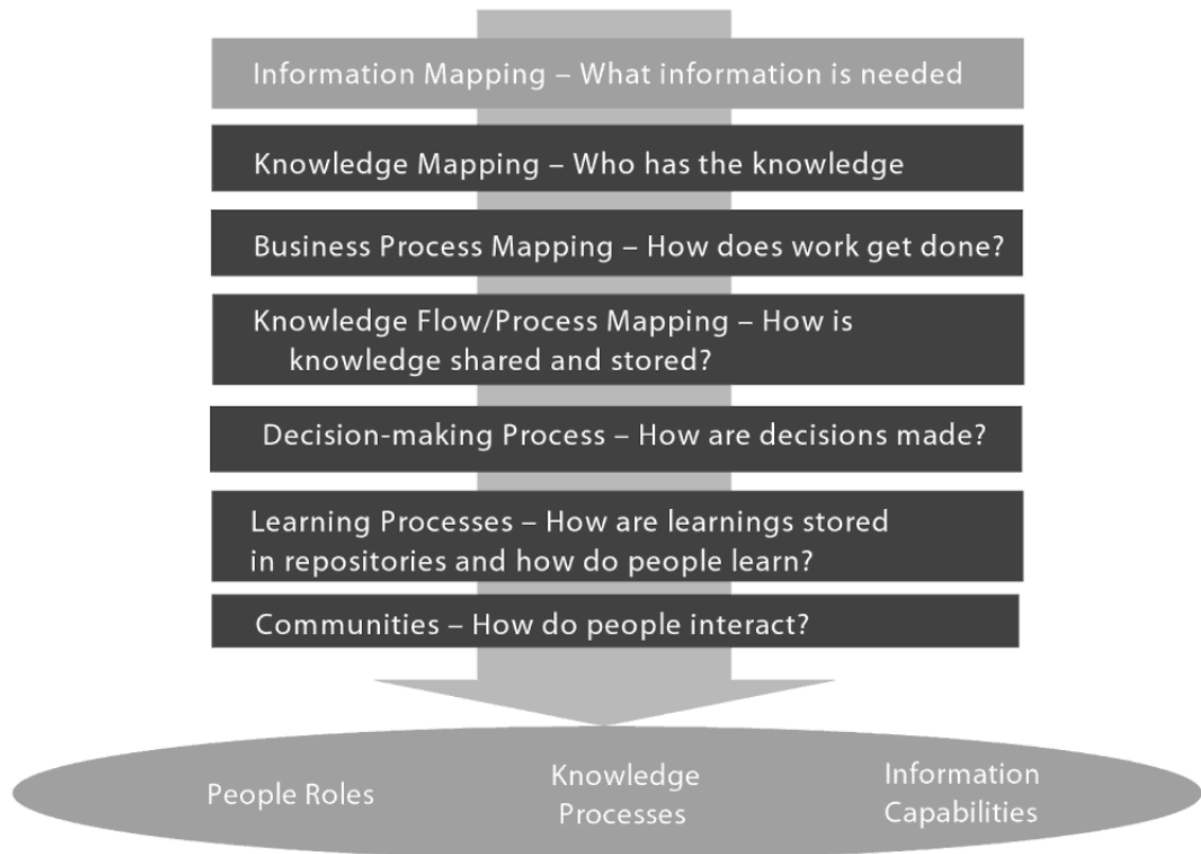 Information Mapping – What information is needed
Knowledge Mapping – Who has the knowledge
Business Process Mapping – How does work get done?
Knowledge Flow/Process Mapping – How is
knowledge shared and stored?
Decision-making Process – How are decisions made?
Learning Processes – How are learnings stored
in repositories and how do people learn?
Communities – How do people interact?
People Roles
Knowledge
Processes
Information
Capabilities